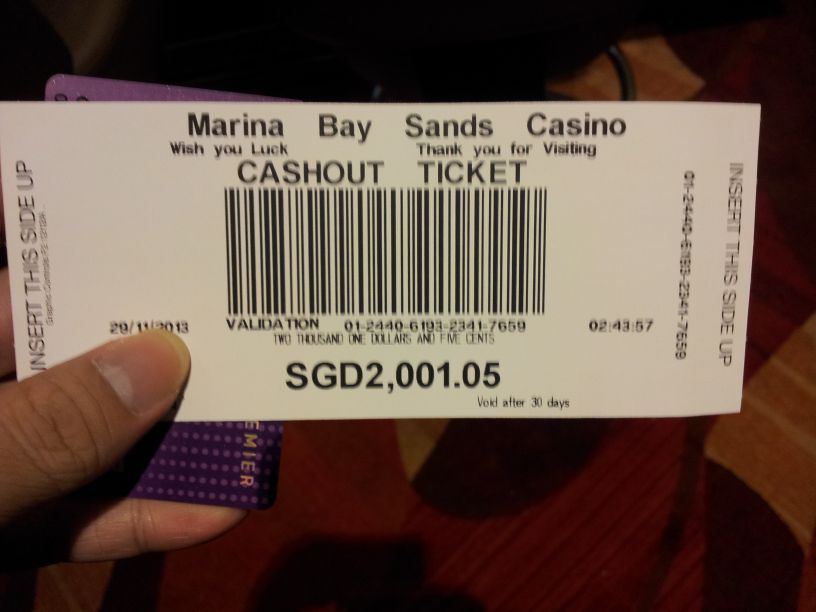 Marina Bay Sands Casino
Wish you Luck Thank you for Visiting
CASHOUT TICKET
INSERT THIS SIDE UP
29/11/2013 VALIDATION 01-2440-6193-2341-7659 02:43:57
TWO THOUSAND ONE DOLLARS AND FIVE CENTS
SGD2,001.05
Void after 30 days
01-2440-6193-2341-7659
INSERT THIS SIDE UP
EMIER